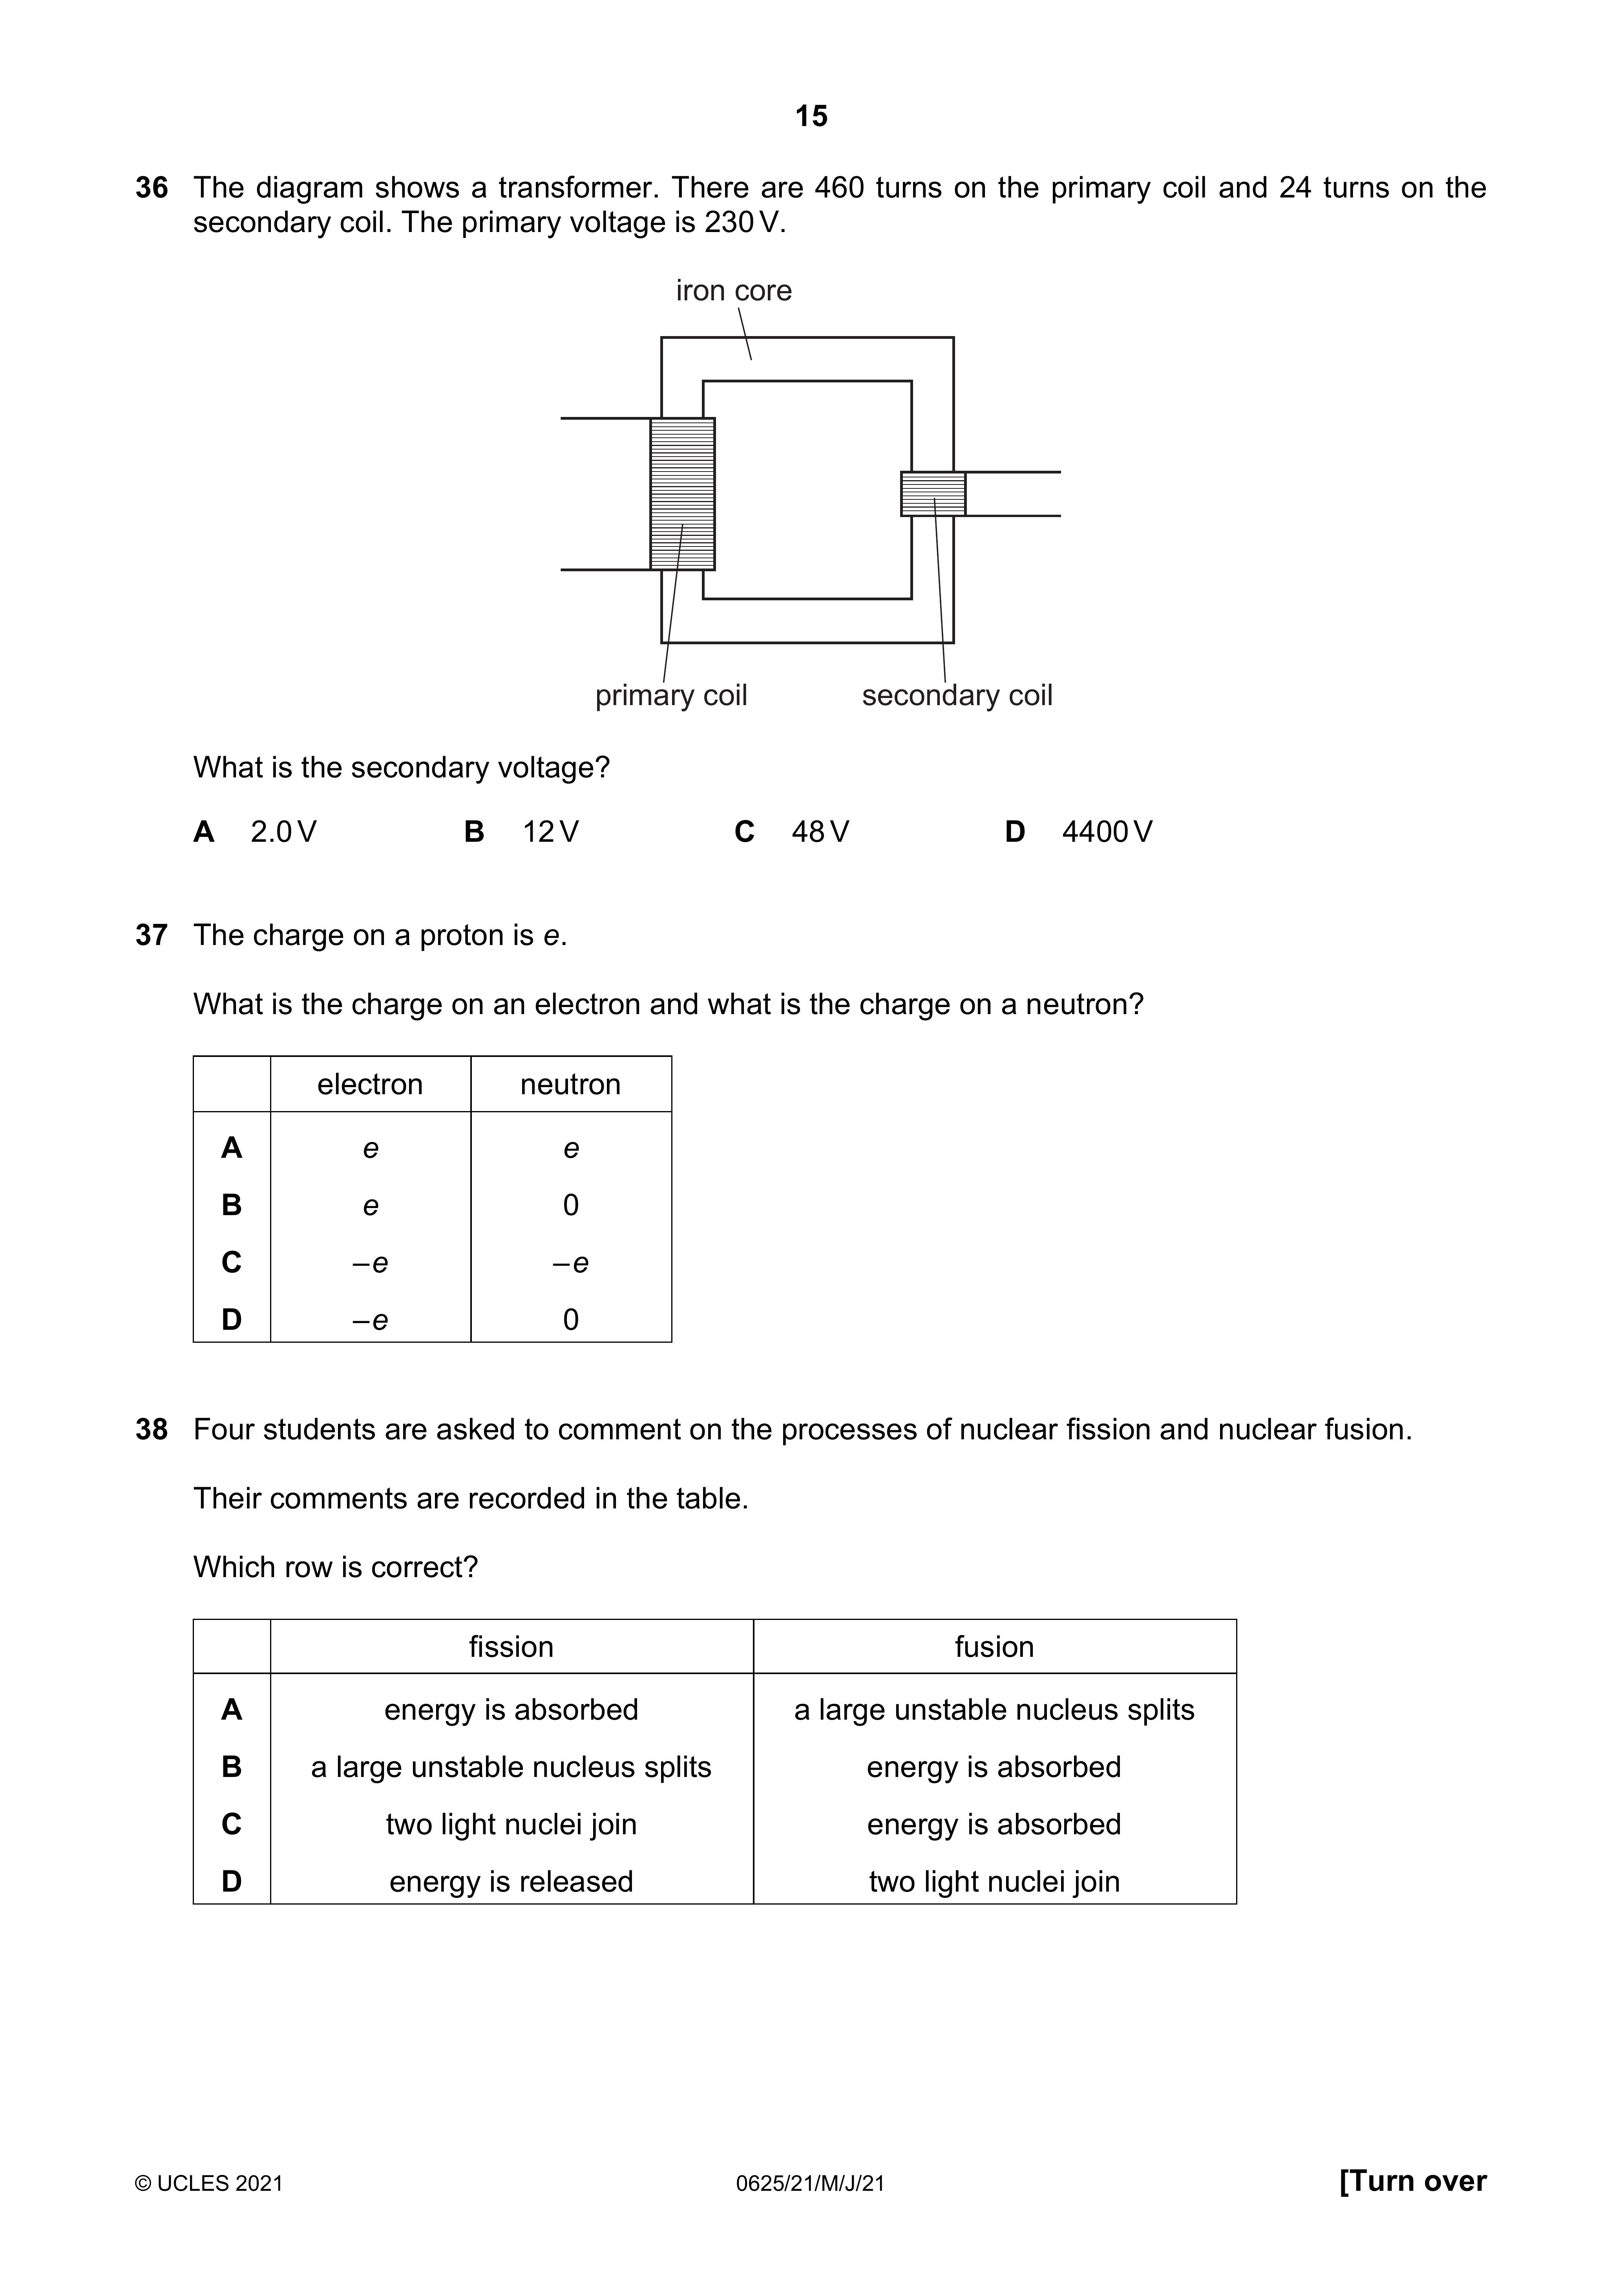 15
36 The diagram shows a transformer. There are 460 turns on the primary coil and 24 turns on the
secondary coil. The primary voltage is 230 V.
iron core
primary coil secondary coil
What is the secondary voltage?
A 2.0 V B 12 V C 48 V D 4400 V
37 The charge on a proton is e.
What is the charge on an electron and what is the charge on a neutron?
electron neutron
A e e
B e 0
C –e –e
D –e 0
38 Four students are asked to comment on the processes of nuclear fission and nuclear fusion.
Their comments are recorded in the table.
Which row is correct?
fission fusion
A energy is absorbed a large unstable nucleus splits
B a large unstable nucleus splits energy is absorbed
C two light nuclei join energy is absorbed
D energy is released two light nuclei join
© UCLES 2021 0625/21/M/J/21 [Turn over